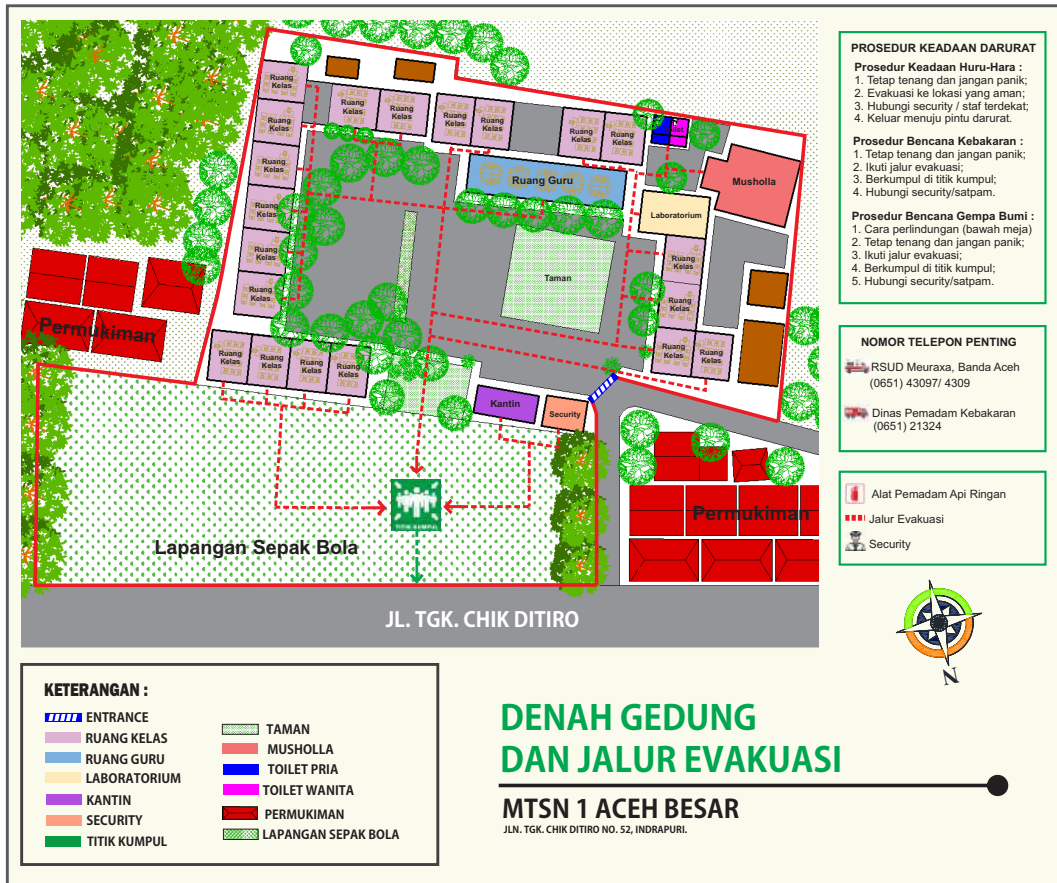 Ruang
Kelas
Ruang
Kelas
Ruang
Kelas
Ruang
Kelas
Ruang
Kelas
Ruang
Kelas
Ruang
Kelas
Ruang
Kelas
Ruang
Kelas
Ruang
Kelas
Ruang
Kelas
Ruang
Kelas
Toilet
Musholla
Ruang Guru
Laboratorium
Ruang
Kelas
Ruang
Kelas
Ruang
Kelas
Ruang
Kelas
Taman
Permukiman
Ruang
Kelas
Ruang
Kelas
Ruang
Kelas
Ruang
Kelas
Kantin
Security
TITIK KUMPUL
Permukiman
Lapangan Sepak Bola
JL. TGK. CHIK DITIRO
PROSEDUR KEADAAN DARURAT
Prosedur Keadaan Huru-Hara :
1. Tetap tenang dan jangan panik;
2. Evakuasi ke lokasi yang aman;
3. Hubungi security / staf terdekat;
4. Keluar menuju pintu darurat.
Prosedur Bencana Kebakaran :
1. Tetap tenang dan jangan panik;
2. Ikuti jalur evakuasi;
3. Berkumpul di titik kumpul;
4. Hubungi security/satpam.
Prosedur Bencana Gempa Bumi :
1. Cara perlindungan (bawah meja)
2. Tetap tenang dan jangan panik;
3. Ikuti jalur evakuasi;
4. Berkumpul di titik kumpul;
5. Hubungi security/satpam.
NOMOR TELEPON PENTING
RSUD Meuraxa, Banda Aceh
(0651) 43097/ 4309
Dinas Pemadam Kebakaran
(0651) 21324
Alat Pemadam Api Ringan
Jalur Evakuasi
Security
N
KETERANGAN :
ENTRANCE
RUANG KELAS
RUANG GURU
LABORATORIUM
KANTIN
SECURITY
TITIK KUMPUL
TAMAN
MUSHOLLA
TOILET PRIA
TOILET WANITA
PERMUKIMAN
LAPANGAN SEPAK BOLA
DENAH GEDUNG
DAN JALUR EVAKUASI
MTSN 1 ACEH BESAR
JLN. TGK. CHIK DITIRO NO. 52, INDRAPURI.